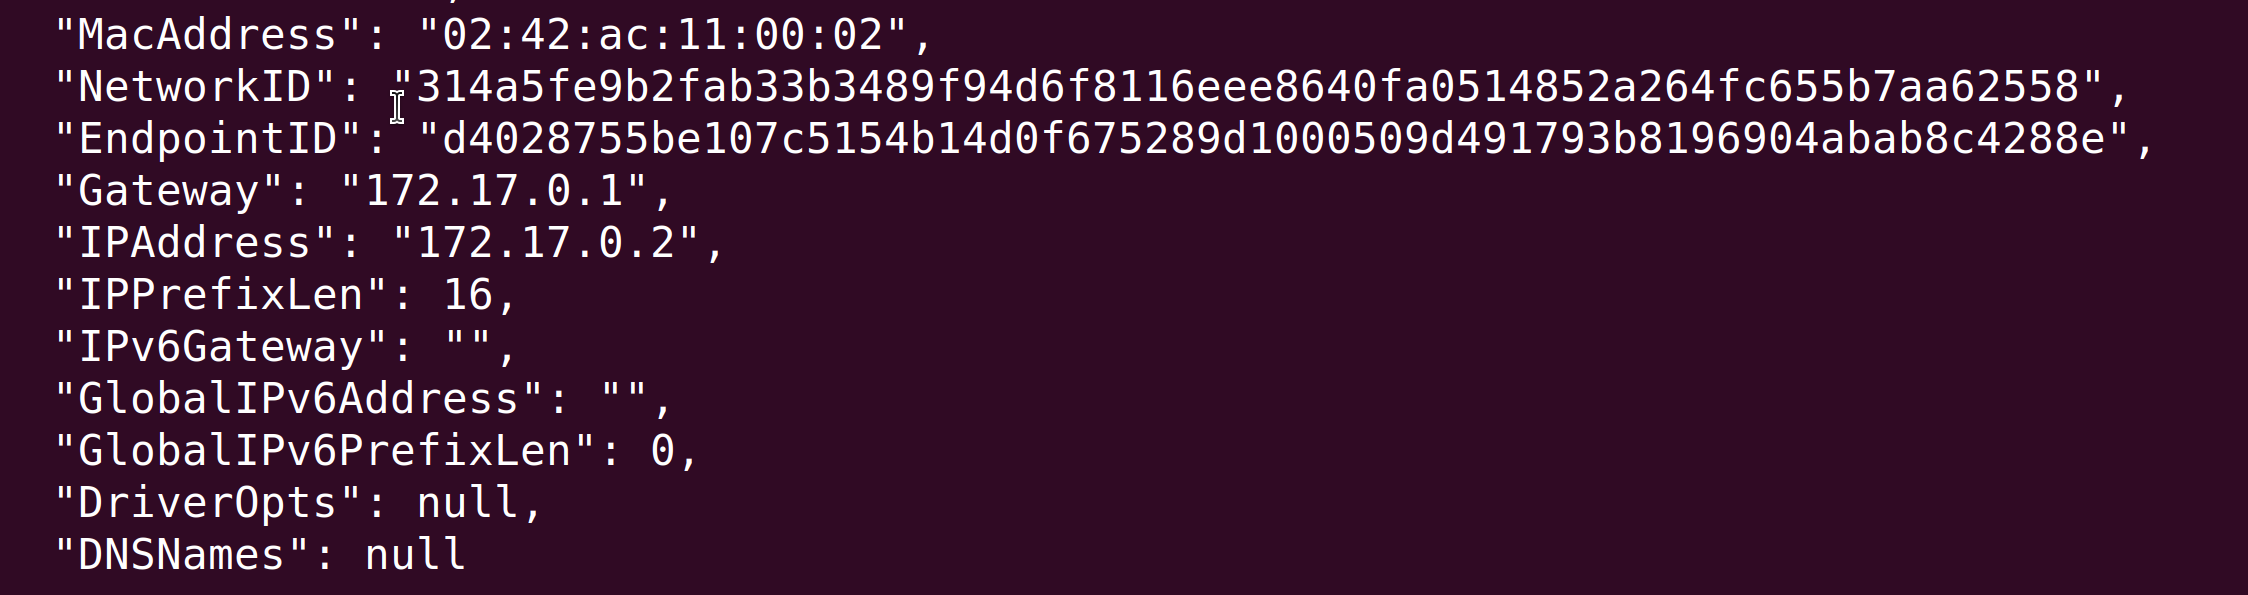 "MacAddress": "02:42:ac:11:00:02",
"NetworkID": "314a5fe9b2fab33b3489f94d6f8116eee8640fa0514852a264fc655b7aa62558",
"EndpointID": "d4028755be107c5154b14d0f675289d1000509d491793b8196904abab8c4288e",
"Gateway": "172.17.0.1",
"IPAddress": "172.17.0.2",
"IPPrefixLen": 16,
"IPv6Gateway": "",
"GlobalIPv6Address": "",
"GlobalIPv6PrefixLen": 0,
"DriverOpts": null,
"DNSNames": null